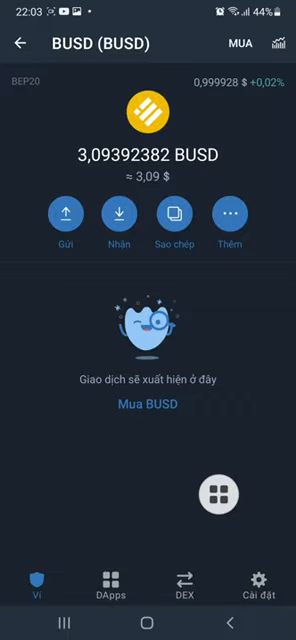 22:03 44%
BUSD (BUSD) MUA
BEP20 0,999928 $ +0,02%
3,09392382 BUSD
≈ 3,09 $
Gửi Nhận Sao chép Thêm
Giao dịch sẽ xuất hiện ở đây
Mua BUSD
Ví DApps DEX Cài đặt